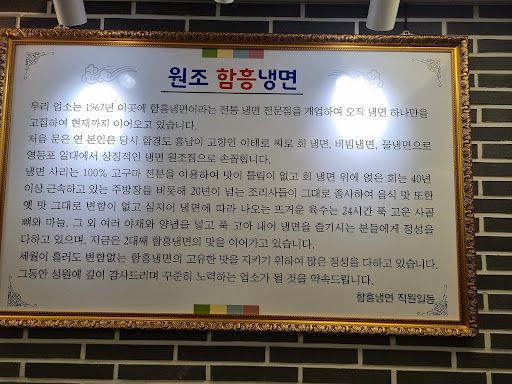 원조 함흥냉면
우리 업소는 1967년 이곳에 함흥냉면이라는 전통 냉면 전문점을 개업하여 오직 냉면 하나만을
고집하여 현재까지 이어오고 있습니다.
처음 문은 연 본인은 당시 함경도 흥남이 고향인 이태로 씨로 회 냉면, 비빔냉면, 물냉면으로
영등포 일대에서 상징적인 냉면 원조집으로 손꼽힙니다.
냉면 사리는 100% 고구마 전분을 이용하여 맛이 틀림이 없고 회 냉면 위에 얹은 회는 40년
이상 근속하고 있는 주방장을 비롯해 20년이 넘는 조리사들이 그대로 종사하여 음식 맛 또한
옛 맛 그대로 변함이 없고 심지어 냉면에 따라 나오는 뜨거운 육수는 24시간 푹 고운 사골
뼈와 마늘, 그 외 여러 야채와 양념을 넣고 푹 고아 내어 냉면을 즐기시는 분들에게 정성을
다하고 있으며, 지금은 2대째 함흥냉면의 맛을 이어가고 있습니다.
세월이 흘러도 변함없는 함흥냉면의 고유한 맛을 지키기 위하여 많은 정성을 다하고 있습니다.
그동안 성원에 깊이 감사드리며 꾸준히 노력하는 업소가 될 것을 약속드립니다.
함흥냉면 직원일동